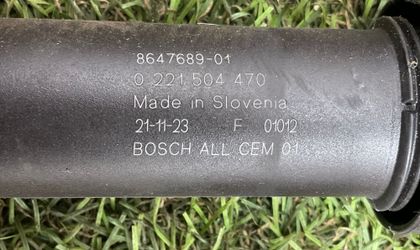 8647689-01
0 221 504 470
Made in Slovenia
21-11-23 F 01012
BOSCH ALL CEM 01